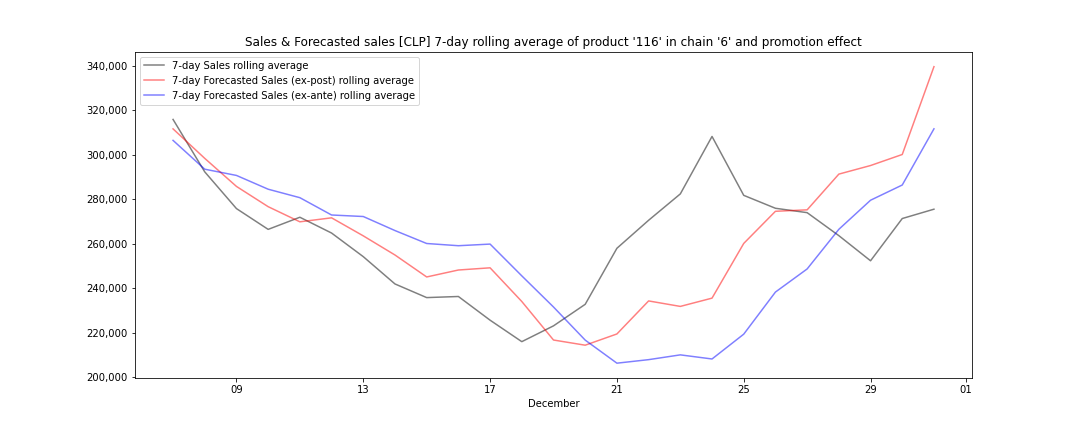 Sales & Forecasted sales [CLP] 7-day rolling average of product '116' in chain '6' and promotion effect
7-day Sales rolling average
7-day Forecasted Sales (ex-post) rolling average
7-day Forecasted Sales (ex-ante) rolling average
340,000
320,000
300,000
280,000
260,000
240,000
220,000
200,000
09 13 17 21 25 29 01
December